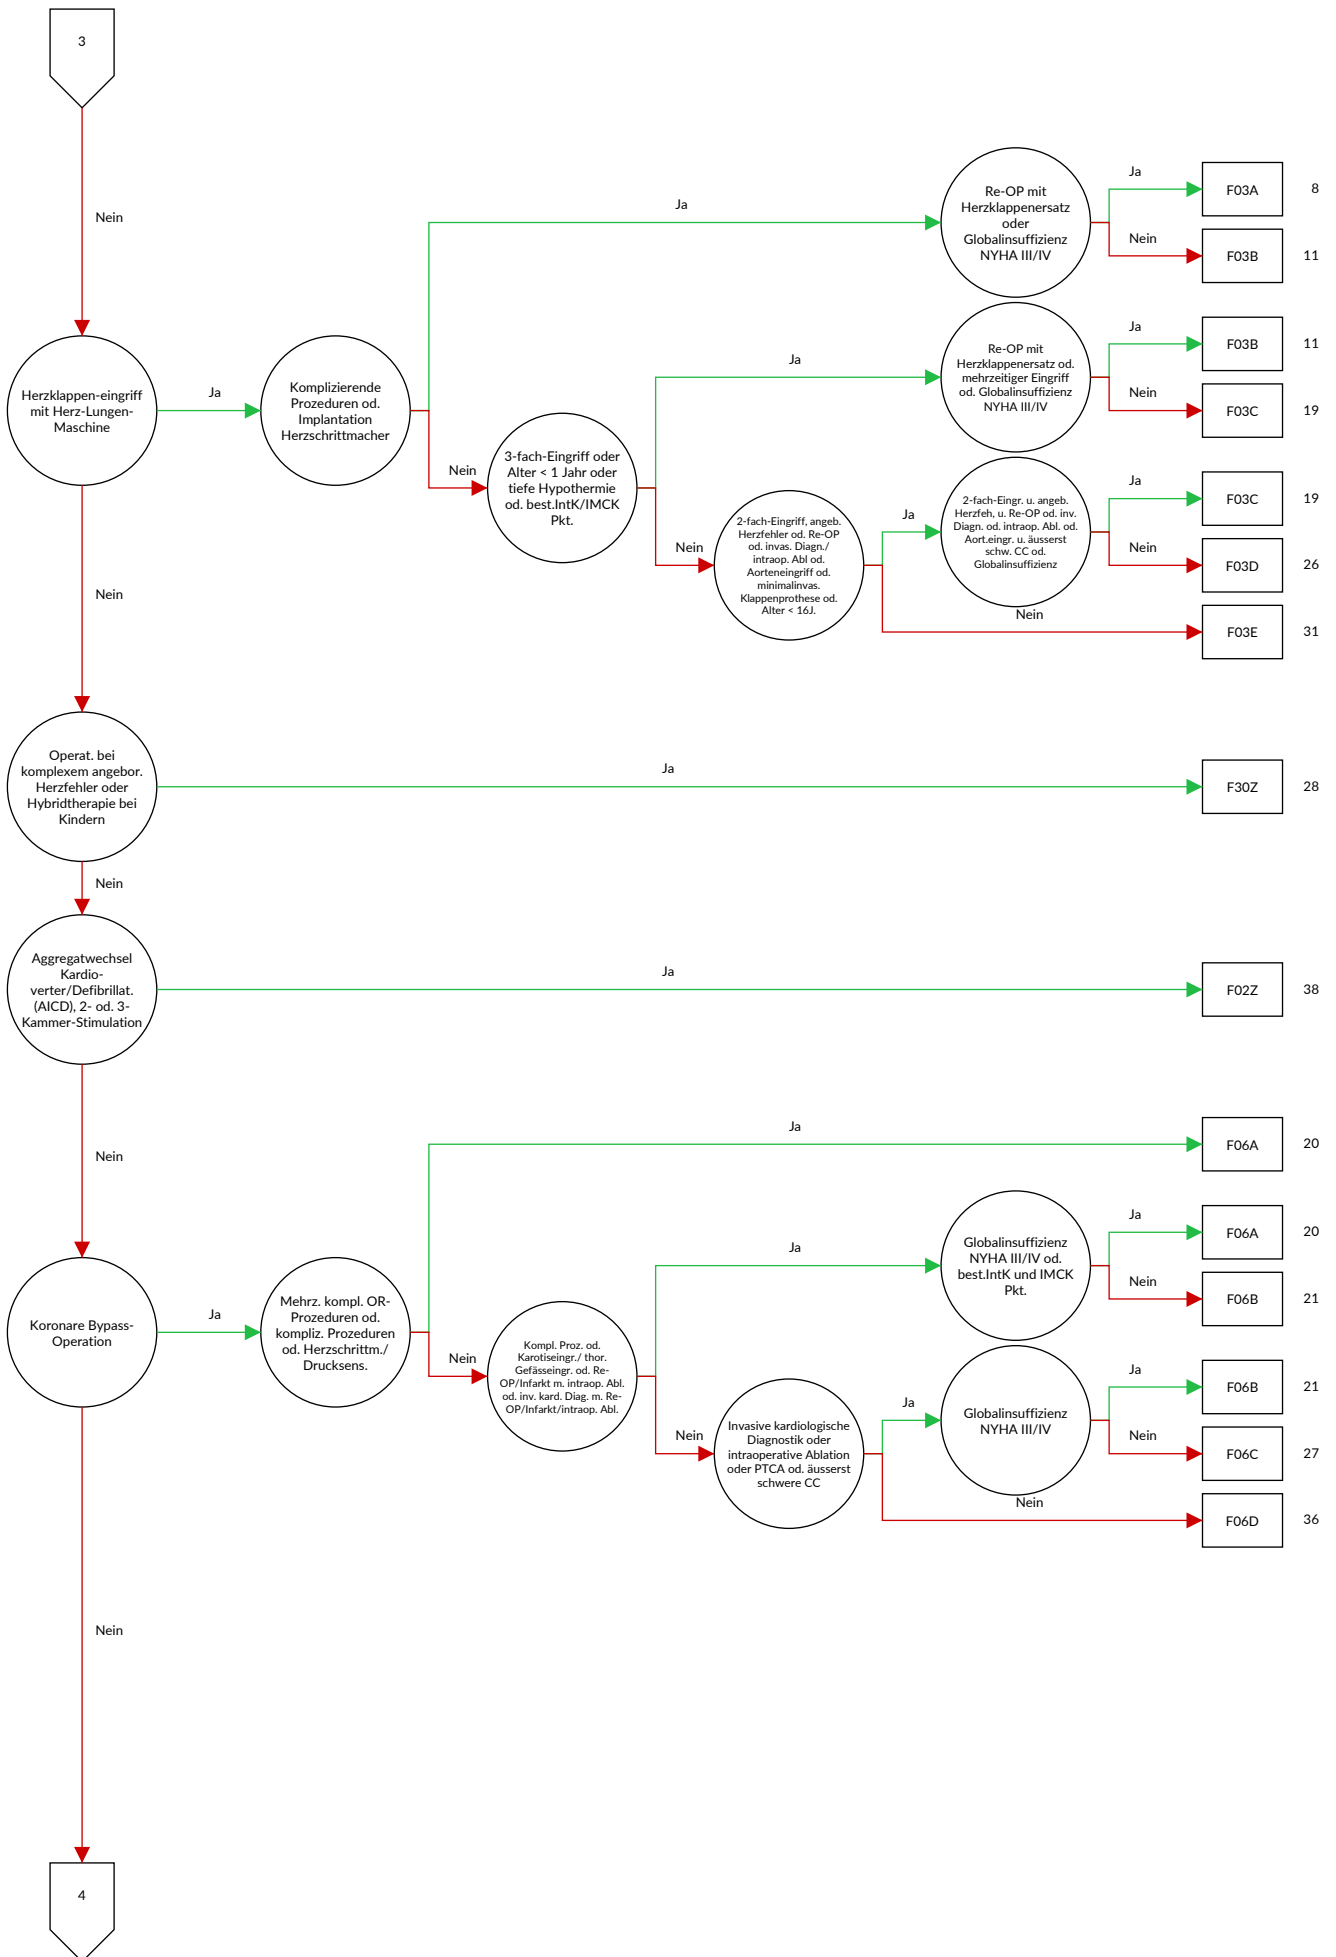 3
Nein
Herzklappen-eingriff
mit Herz-Lungen-
Maschine
Ja
Komplizierende
Prozeduren od.
Implantation
Herzschrittmacher
Ja
Re-OP mit
Herzklappenersatz
oder
Globalinsuffizienz
NYHA III/IV
Ja
F03A
8
Nein
F03B
11
Nein
3-fach-Eingriff oder
Alter < 1 Jahr oder
tiefe Hypothermie
od. best.IntK/IMCK
Pkt.
Ja
Re-OP mit
Herzklappenersatz od.
mehrzeitiger Eingriff
od. Globalinsuffizienz
NYHA III/IV
Ja
F03B
11
Nein
F03C
19
Nein
2-fach-Eingriff, angeb.
Herzfehler od. Re-OP
od. invas. Diagn./
intraop. Abl od.
Aorteneingriff od.
minimalinvas.
Klappenprothese od.
Alter < 16J.
Ja
2-fach-Eingr. u. angeb.
Herzfeh, u. Re-OP od. inv.
Diagn. od. intraop. Abl. od.
Aort.eingr. u. äusserst
schw. CC od.
Globalinsuffizienz
Ja
F03C
19
Nein
F03D
26
Nein
F03E
31
Nein
Operat. bei
komplexem angebor.
Herzfehler oder
Hybridtherapie bei
Kindern
Ja
F30Z
28
Nein
Aggregatwechsel
Kardio-
verter/Defibrillat.
(AICD), 2- od. 3-
Kammer-Stimulation
Ja
F02Z
38
Nein
Koronare Bypass-
Operation
Ja
Mehrz. kompl. OR-
Prozeduren od.
kompliz. Prozeduren
od. Herzschrittm./
Drucksens.
Ja
F06A
20
Nein
Kompl. Proz. od.
Karotiseingr./ thor.
Gefässeingr. od. Re-
OP/Infarkt m. intraop. Abl.
od. inv. kard. Diag. m. Re-
OP/Infarkt/intraop. Abl.
Ja
Globalinsuffizienz
NYHA III/IV od.
best.IntK und IMCK
Pkt.
Ja
F06A
20
Nein
F06B
21
Nein
Invasive kardiologische
Diagnostik oder
intraoperative Ablation
oder PTCA od. äusserst
schwere CC
Ja
Globalinsuffizienz
NYHA III/IV
Ja
F06B
21
Nein
F06C
27
Nein
F06D
36
Nein
4